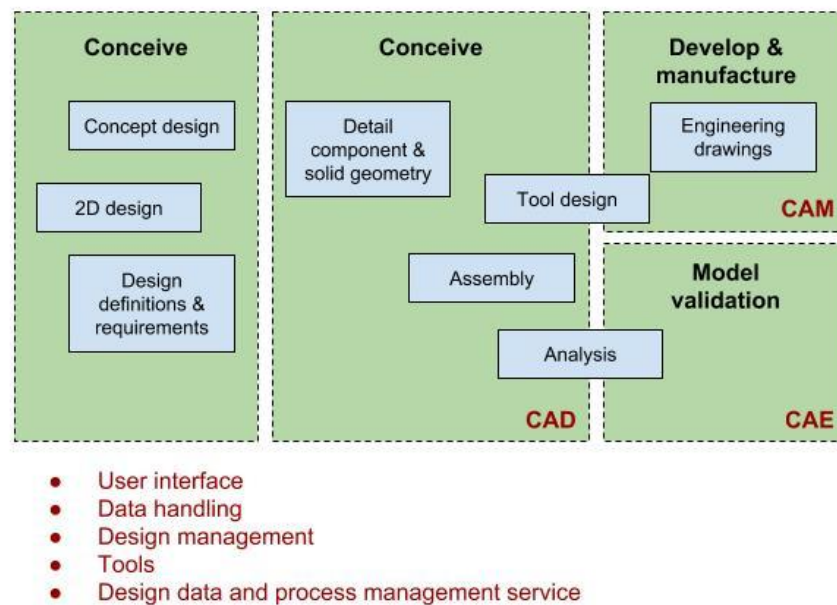 Conceive
Concept design
2D design
Design
definitions &
requirements
Conceive
Detail
component &
solid geometry
Tool design
Assembly
Analysis
CAD
Develop &
manufacture
Engineering
drawings
CAM
Model
validation
CAE
● User interface
● Data handling
● Design management
● Tools
● Design data and process management service